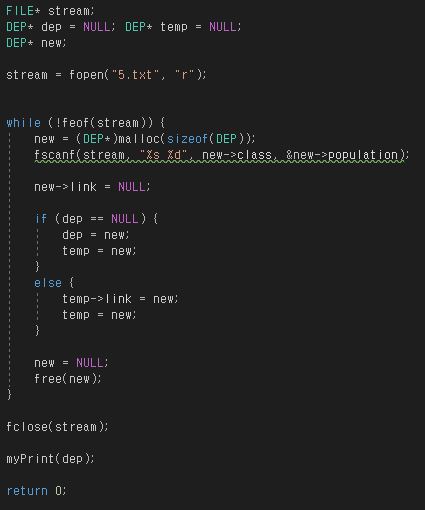 FILE* stream;
DEP* dep = NULL; DEP* temp = NULL;
DEP* new;
stream = fopen("5.txt", "r");
while (!feof(stream)) {
new = (DEP*)malloc(sizeof(DEP));
fscanf(stream, "%s %d", new->class, &new->population);
new->link = NULL;
if (dep == NULL) {
dep = new;
temp = new;
}
else {
temp->link = new;
temp = new;
}
new = NULL;
free(new);
}
fclose(stream);
myPrint(dep);
return 0;